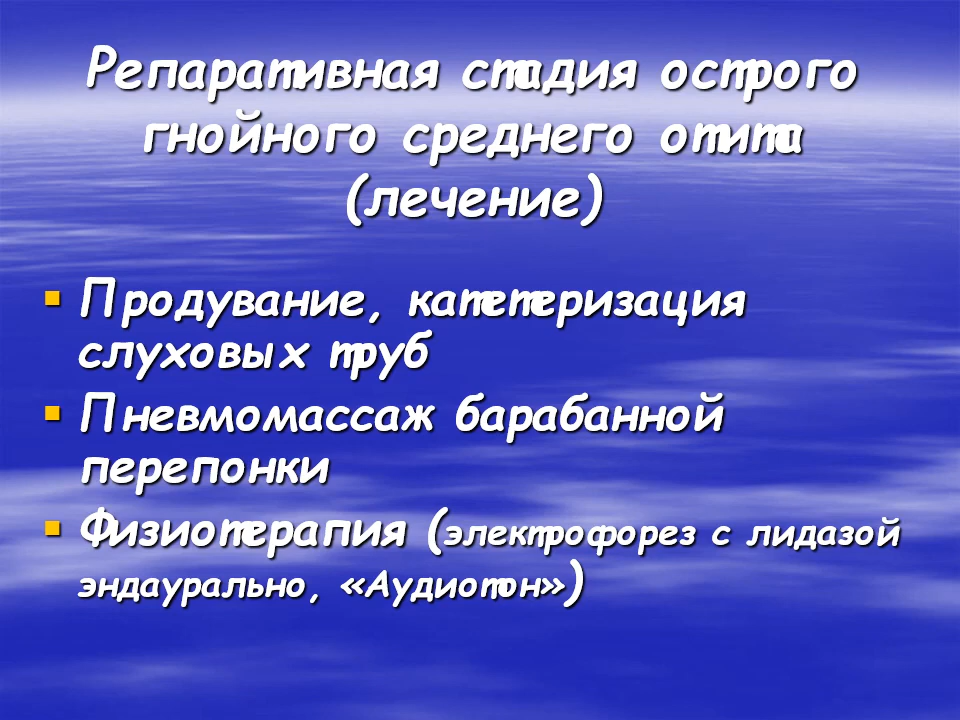 Репаративная стадия острого
гнойного среднего отита
(лечение)
Продувание, катетеризация
слуховых труб
Пневмомассаж барабанной
перепонки
Физиотерапия (электрофорез с лидазой
эндаурально, «Аудиотон»)